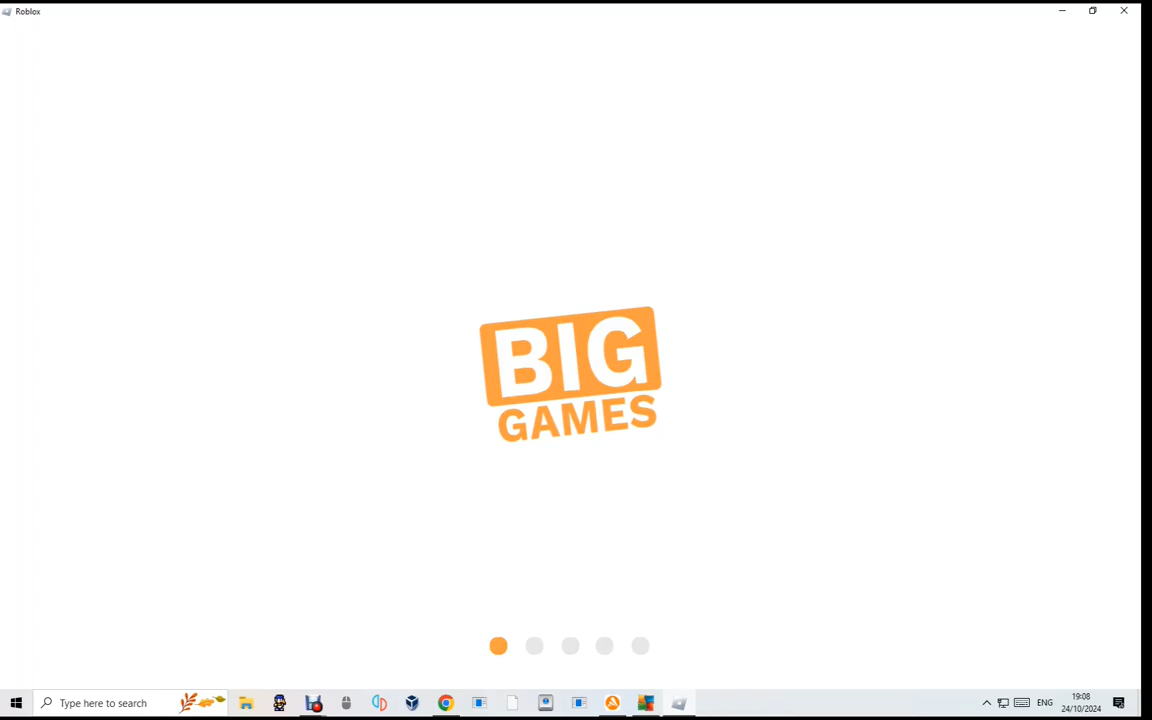 Roblox
BIG
GAMES
Type here to search
ENG
19:08
24/10/2024